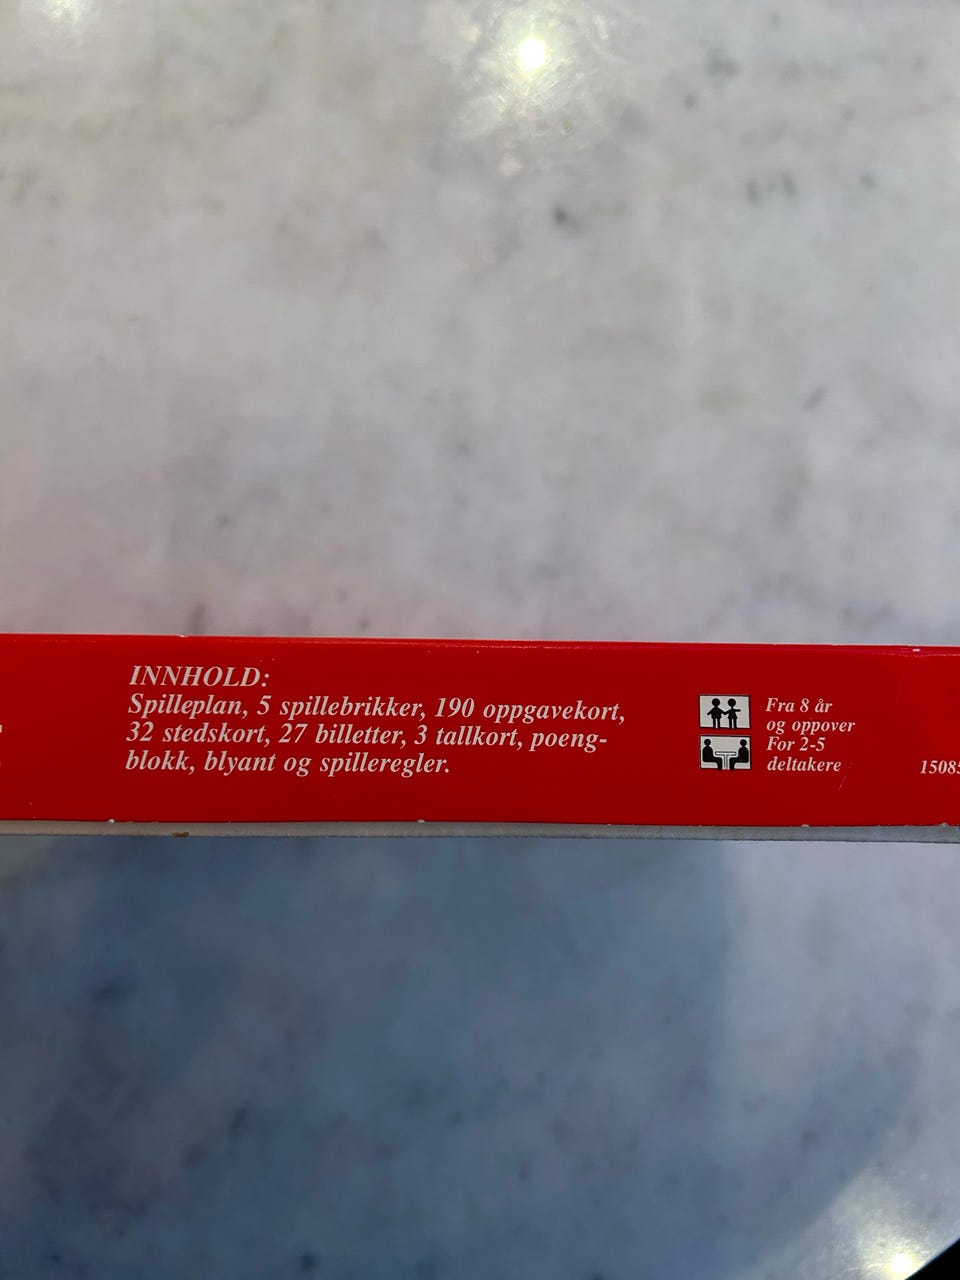 INNHOLD:
Spilleplan, 5 spillebrikker, 190 oppgavekort,
32 stedskort, 27 billetter, 3 tallkort, poeng-
blokk, blyant og spilleregler.
Fra 8 år
og oppover
For 2-5
deltakere